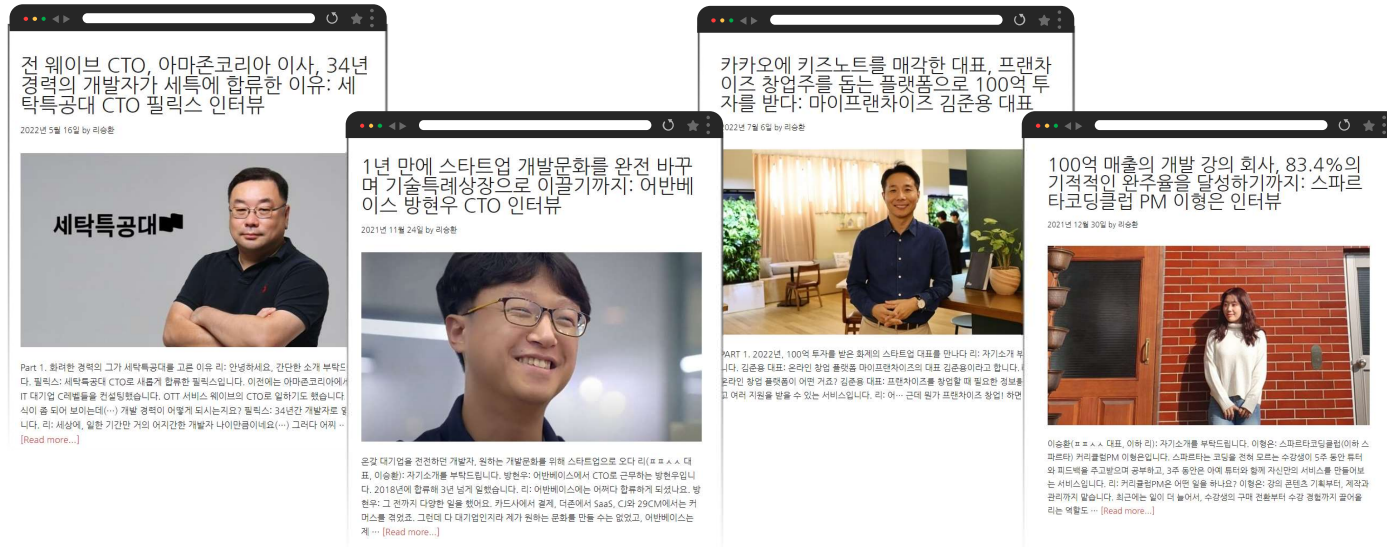 전 웨이브 CTO, 아마존코리아 이사, 34년
경력의 개발자가 세특에 합류한 이유: 세
탁특공대 CTO 필릭스 인터뷰
2022년 5월 16일 by 리승환
세탁특공대
Part 1. 화려한 경력의 그가 세탁특공대를 고른 이유 리: 안녕하세요, 간단한 소개 부탁드
다. 필릭스: 세탁특공대 CTO로 새롭게 합류한 필릭스입니다. 이전에는 아마존코리아에서
IT 대기업 C레벨들을 컨설팅했습니다. OTT 서비스 웨이브의 CTO로 일하기도 했습니다
식이 좀 되어 보이는데(…) 개발 경력이 어떻게 되시는지요? 필릭스: 34년간 개발자로 일
니다. 리: 세상에, 일한 기간만 거의 어지간한 개발자 나이만큼이네요(…) 그러다 어찌 …
[Read more...]
1년 만에 스타트업 개발문화를 완전 바꾸
며 기술특례상장으로 이끌기까지: 어반베
이스 방현우 CTO 인터뷰
2021년 11월 24일 by 리승환
온갖 대기업을 전전하던 개발자, 원하는 개발문화를 위해 스타트업으로 오다 리(ㅍㅍㅅㅅ 대
표, 이승환): 자기소개를 부탁드립니다. 방현우: 어반베이스에서 CTO로 근무하는 방현우입니
다. 2018년에 합류해 3년 넘게 일했습니다. 리: 어반베이스에는 어쩌다 합류하게 되셨나요. 방
현우: 그 전까지 다양한 일을 했어요. 카드사에서 결제, 더존에서 SaaS, CJ와 29CM에서는 커
머스를 겪었죠. 그런데 다 대기업인지라 제가 원하는 문화를 만들 수는 없었고, 어반베이스는
제 … [Read more...]
카카오에 키즈노트를 매각한 대표, 프랜차
이즈 창업주를 돕는 플랫폼으로 100억 투
자를 받다: 마이프랜차이즈 김준용 대표
2022년 7월 6일 by 리승환
PART 1. 2022년, 100억 투자를 받은 화제의 스타트업 대표를 만나다 리: 자기소개 부
니다. 김준용 대표: 온라인 창업 플랫폼 마이프랜차이즈의 대표 김준용이라고 합니다.
온라인 창업 플랫폼이 어떤 거죠? 김준용 대표: 프랜차이즈를 창업할 때 필요한 정보를
고 여러 지원을 받을 수 있는 서비스입니다. 리: 어… 근데 뭔가 프랜차이즈 창업! 하면
100억 매출의 개발 강의 회사, 83.4%의
기적적인 완주율을 달성하기까지: 스파르
타코딩클럽 PM 이형은 인터뷰
2021년 12월 30일 by 리승환
이승환(ㅍㅍㅅㅅ 대표, 이하 리): 자기소개를 부탁드립니다. 이형은: 스파르타코딩클럽(이하 스
파르타) 커리큘럼PM 이형은입니다. 스파르타는 코딩을 전혀 모르는 수강생이 5주 동안 튜터
와 피드백을 주고받으며 공부하고, 3주 동안은 아예 튜터와 함께 자신만의 서비스를 만들어보
는 서비스입니다. 리: 커리큘럼PM은 어떤 일을 하나요? 이형은: 강의 콘텐츠 기획부터, 제작과
관리까지 맡습니다. 최근에는 일이 더 늘어서, 수강생의 구매 전환부터 수강 경험까지 끌어올
리는 역할도 … [Read more...]